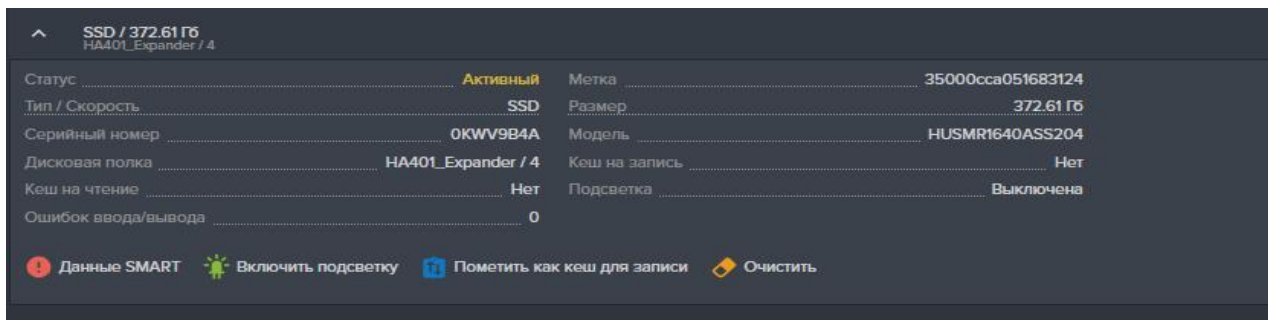 SSD / 372.61 Гб
HA401_Expander / 4
Статус Активный Метка 35000cca051683124
Тип / Скорость SSD Размер 372.61 Гб
Серийный номер 0KWV9B4A Модель HUSMR1640ASS204
Дисковая полка HA401_Expander / 4 Кеш на запись Нет
Кеш на чтение Нет Подсветка Выключена
Ошибок ввода/вывода 0
Данные SMART Включить подсветку Пометить как кеш для записи Очистить